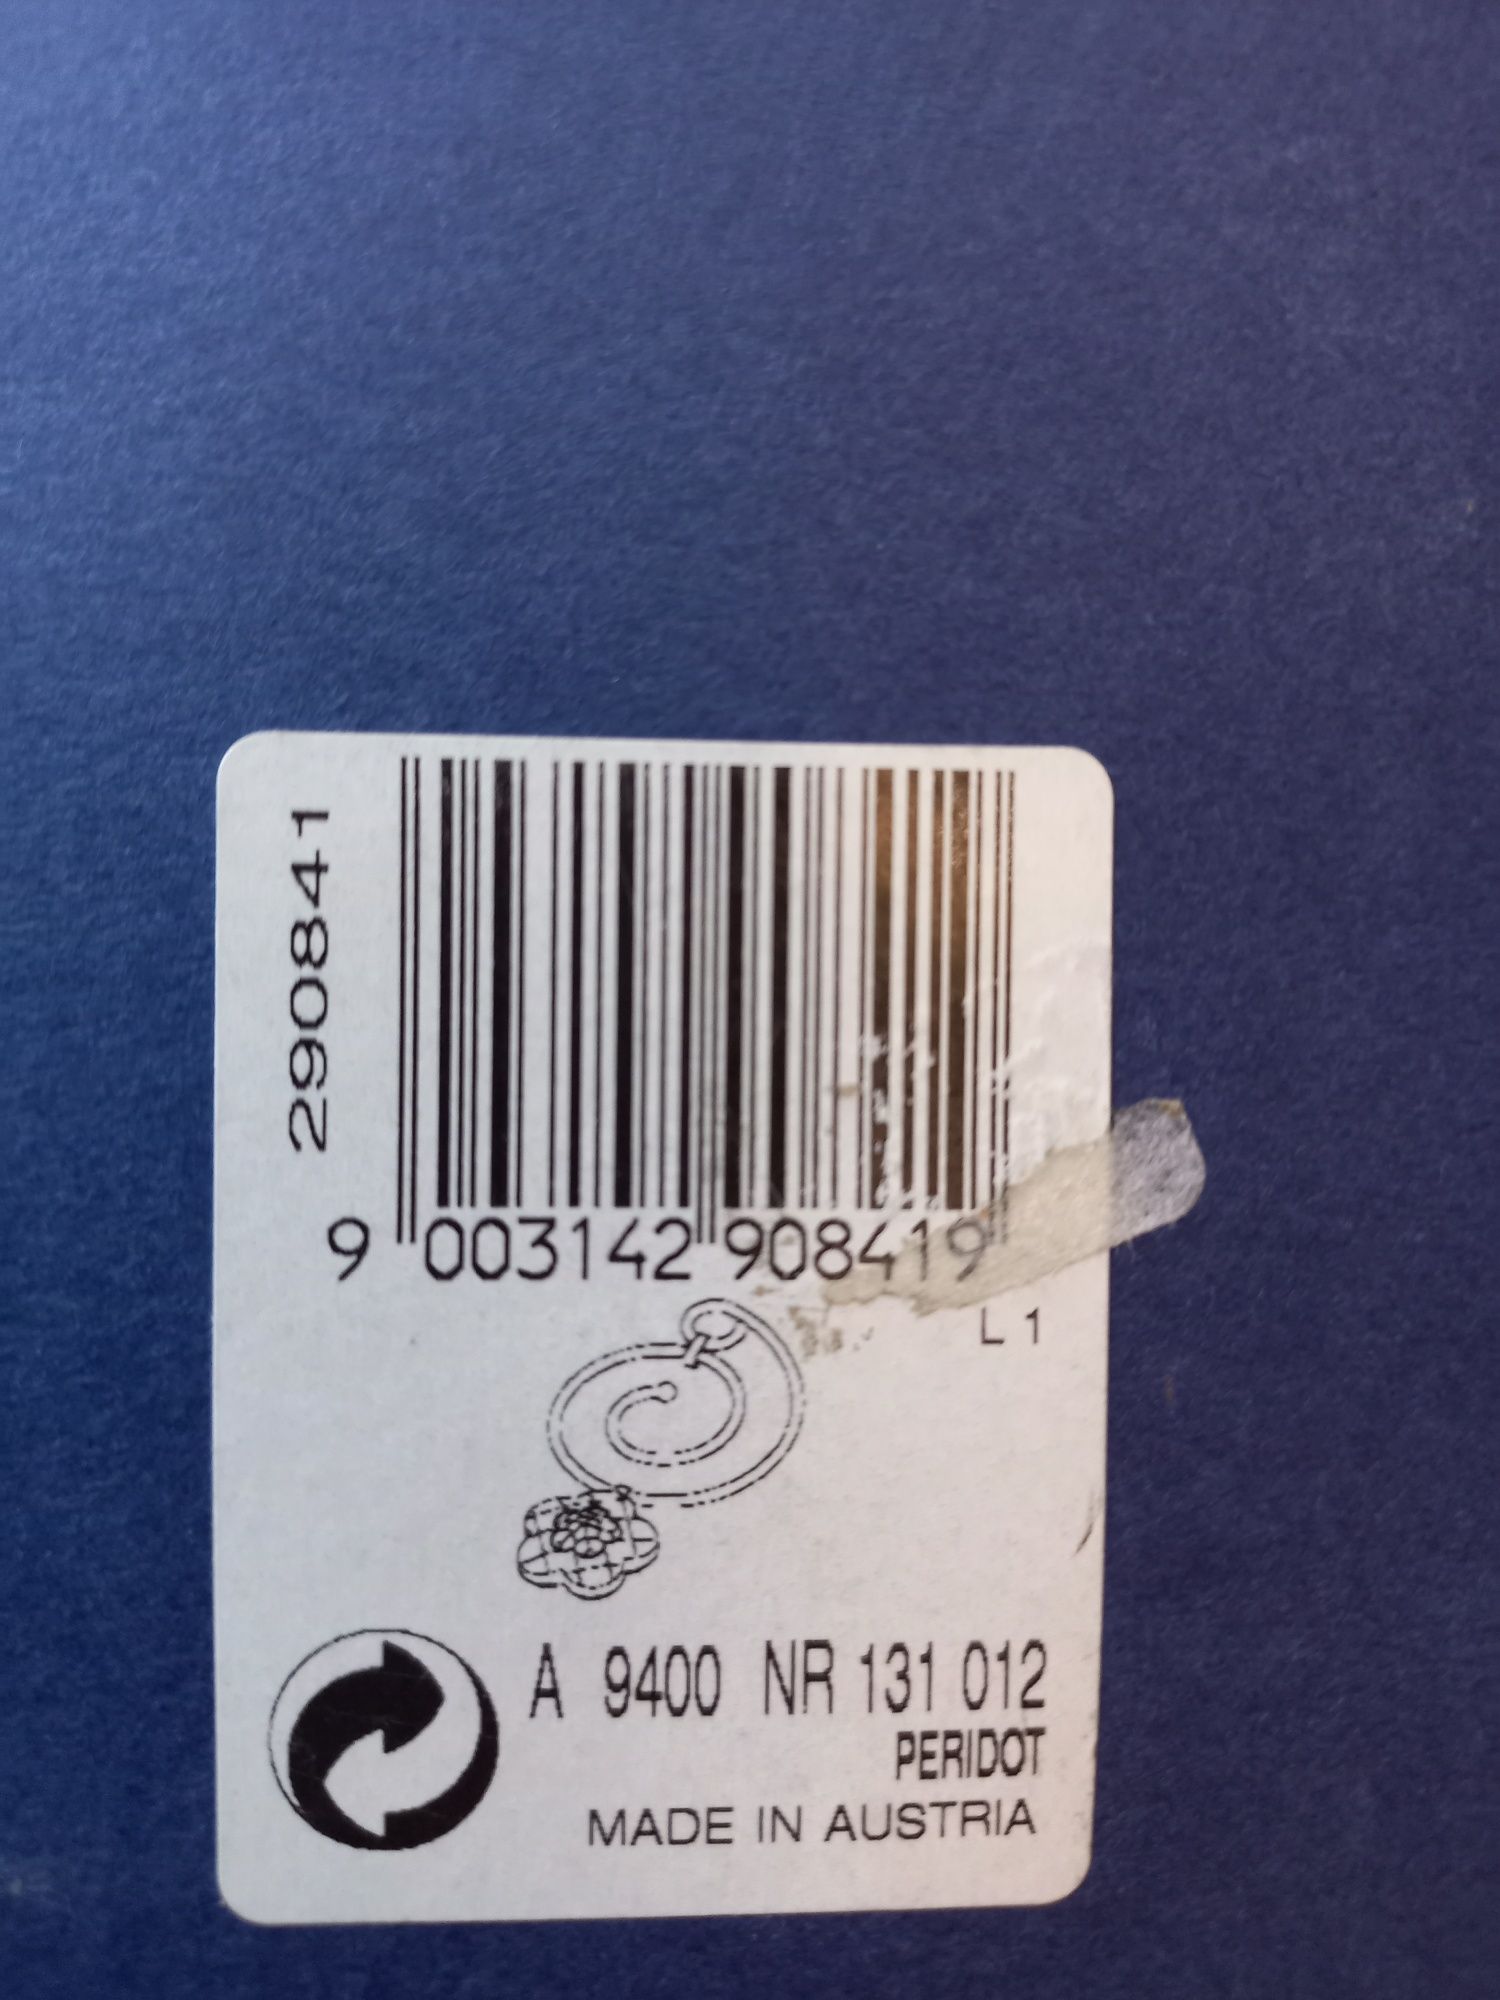 290841
9 003142 908419
L 1
A 9400 NR 131 012
PERIDOT
MADE IN AUSTRIA